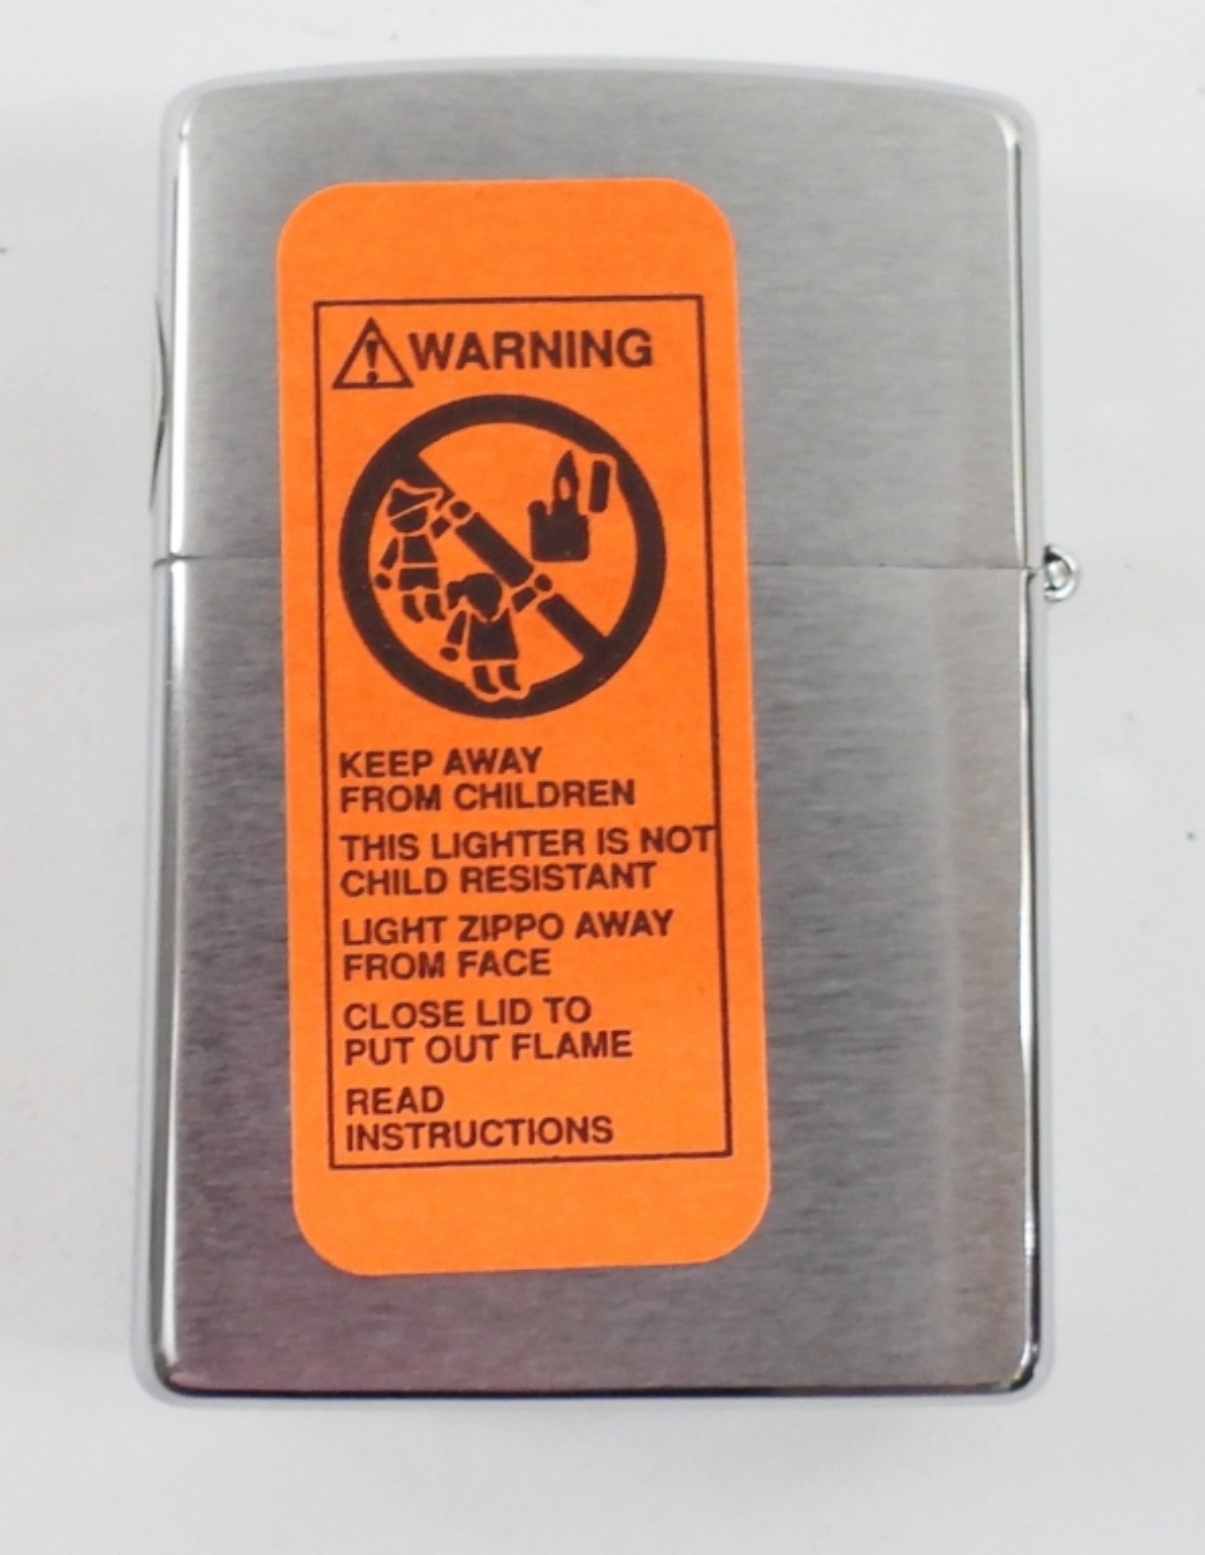 WARNING
KEEP AWAY
FROM CHILDREN
THIS LIGHTER IS NOT
CHILD RESISTANT
LIGHT ZIPPO AWAY
FROM FACE
CLOSE LID TO
PUT OUT FLAME
READ
INSTRUCTIONS